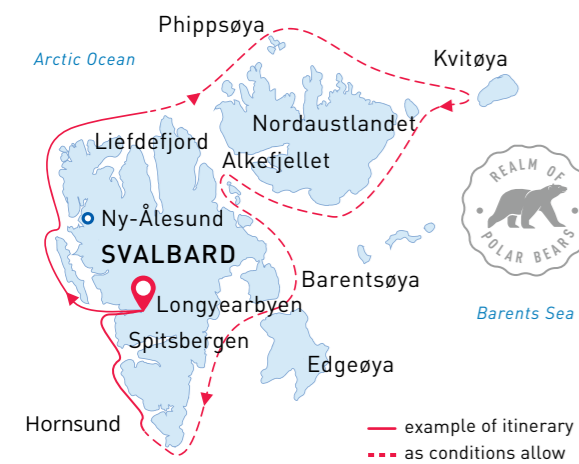 Phippsøya
Arctic Ocean
Kvitøya
Nordaustlandet
Liefdefjord
Alkefjellet
REALM OF
POLAR BEARS
Ny-Ålesund
SVALBARD
Barentsøya
Longyearbyen
Barents Sea
Spitsbergen
Edgeøya
Hornsund
example of itinerary
as conditions allow